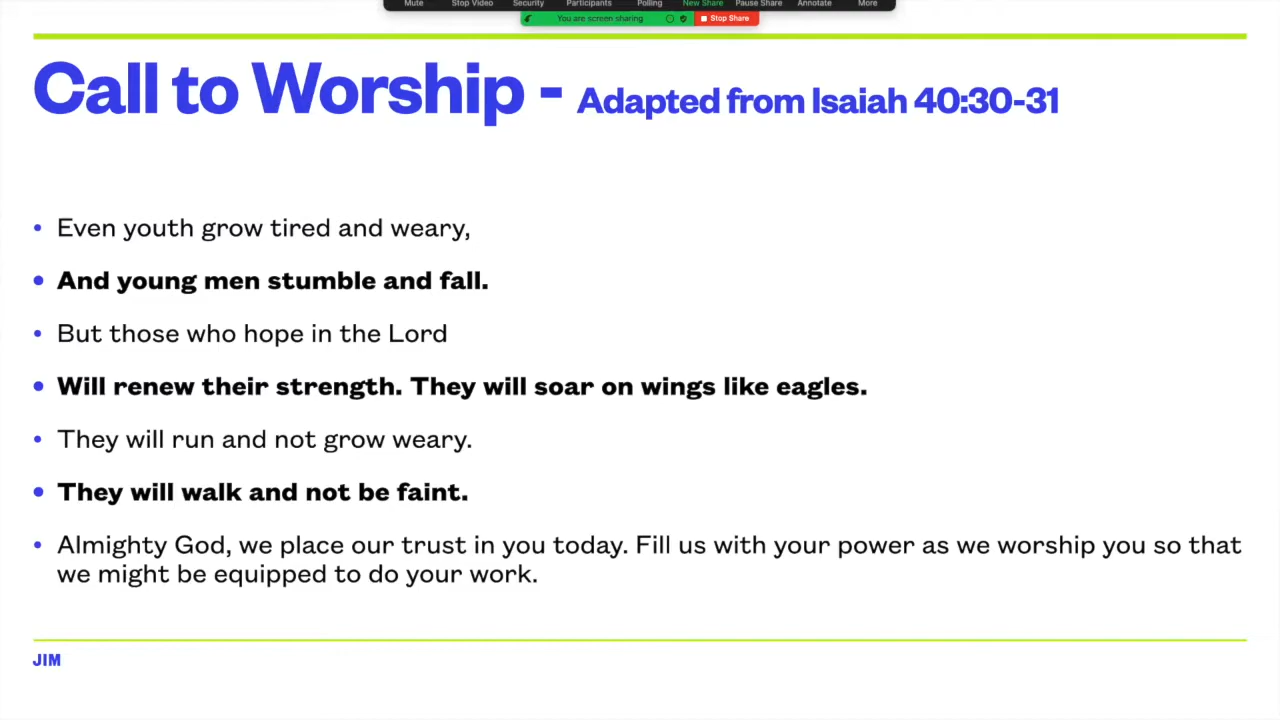 Mute Stop Video Security Participants Polling New Share Pause Share Annotate More
You are screen sharing Stop Share
Call to Worship - Adapted from Isaiah 40:30-31
• Even youth grow tired and weary,
• And young men stumble and fall.
• But those who hope in the Lord
• Will renew their strength. They will soar on wings like eagles.
• They will run and not grow weary.
• They will walk and not be faint.
• Almighty God, we place our trust in you today. Fill us with your power as we worship you so that
we might be equipped to do your work.
JIM